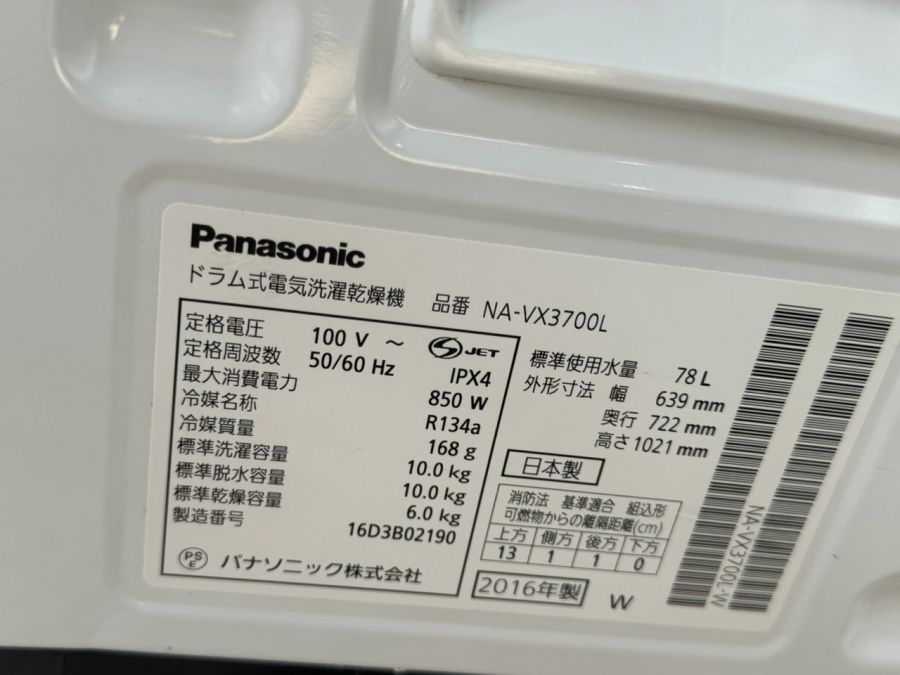 Panasonic
ドラム式電気洗濯乾燥機 品番 NA-VX3700L
定格電圧 100 V ～ S JET
定格周波数 50/60 Hz IPX4
最大消費電力 850 W
冷媒名称 R134a
冷媒質量 168 g
標準洗濯容量 10.0 kg
標準脱水容量 10.0 kg
標準乾燥容量 6.0 kg
製造番号 16D3B02190
PSE パナソニック株式会社
標準使用水量 78 L
外形寸法 幅 639 mm
奥行 722 mm
高さ 1021 mm
日本製
消防法 基準適合 組込形
可燃物からの離隔距離(cm)
上方 側方 後方 下方
13 1 1 0
2016年製 W
NA-VX3700L-W